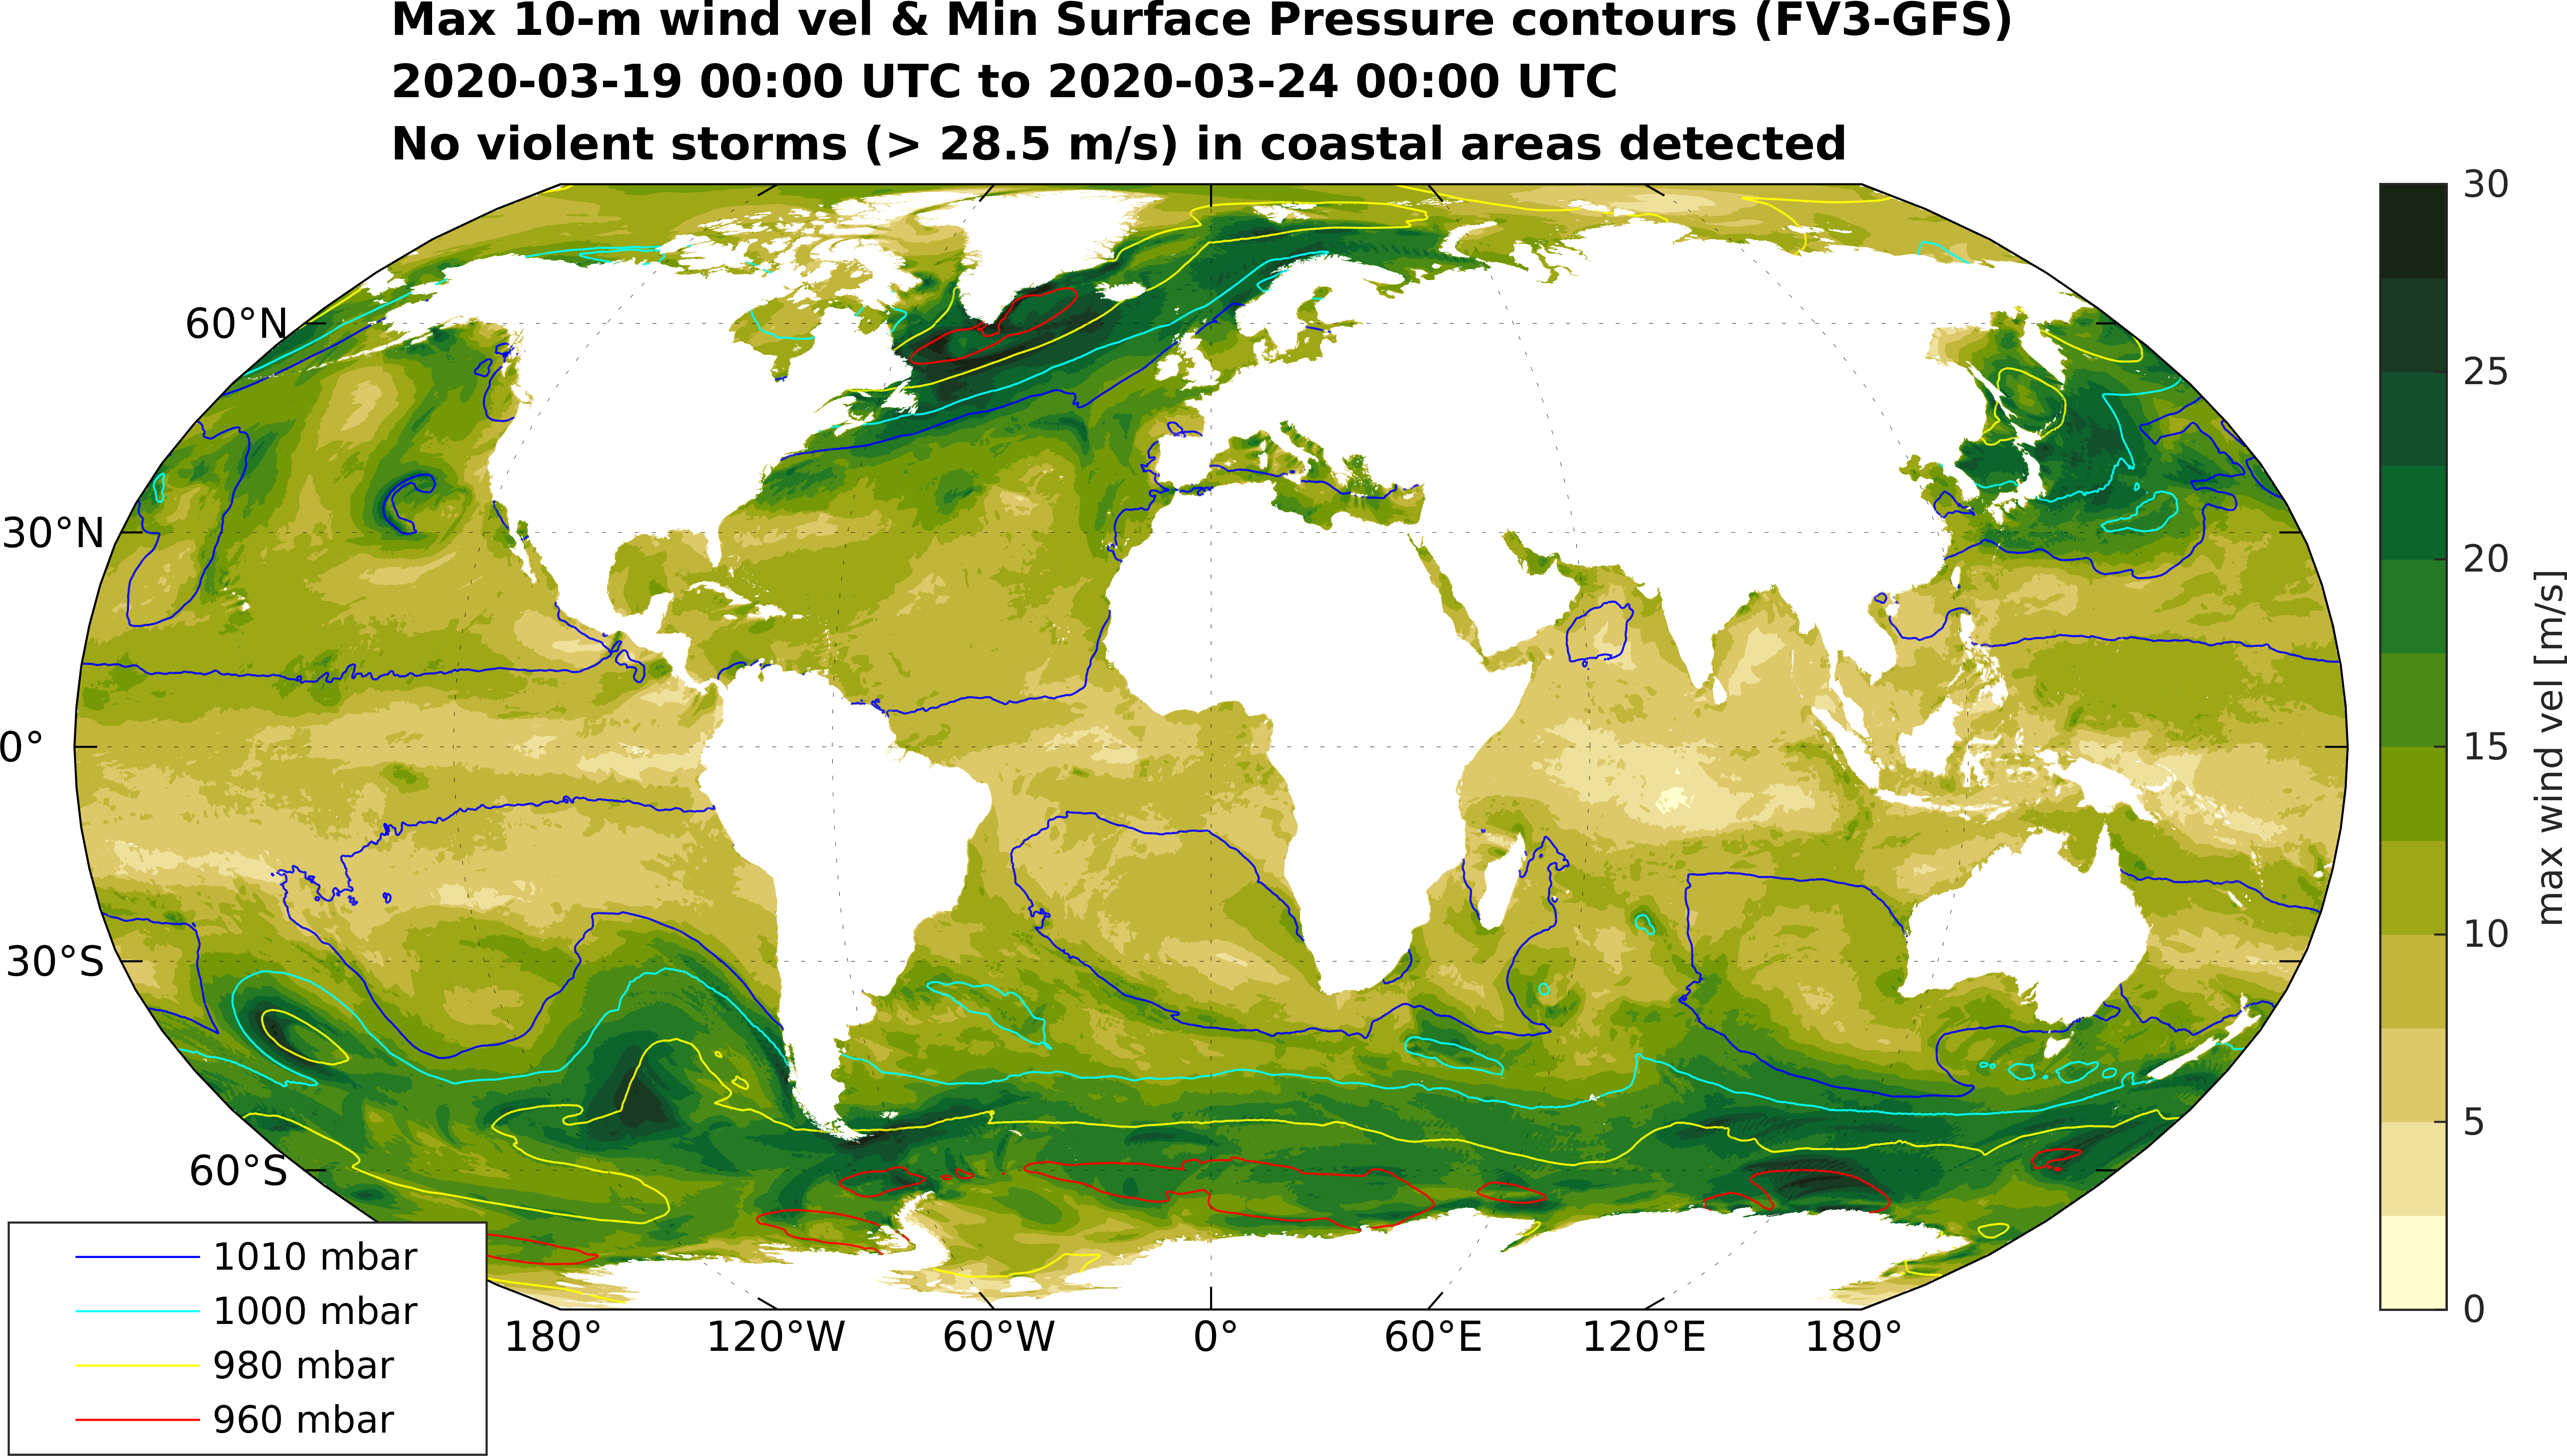 Max 10-m wind vel & Min Surface Pressure contours (FV3-GFS)
2020-03-19 00:00 UTC to 2020-03-24 00:00 UTC
No violent storms (> 28.5 m/s) in coastal areas detected
60°N
30°N
0°
30°S
60°S
180°
120°W
60°W
0°
60°E
120°E
180°
1010 mbar
1000 mbar
980 mbar
960 mbar
30
25
20
15
10
5
0
max wind vel [m/s]